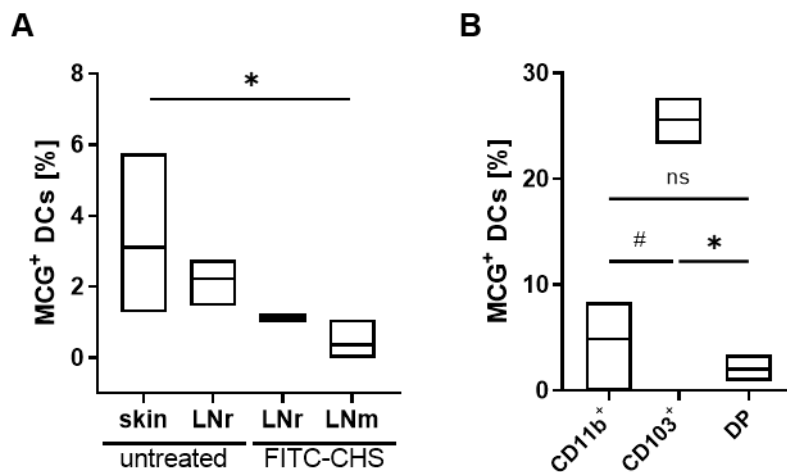 A
MCG+ DCs [%]
8
6
4
2
0
*
skin LNr LNr LNm
untreated FITC-CHS
B
MCG+ DCs [%]
30
20
10
0
ns
# *
CD11b+ CD103+ DP